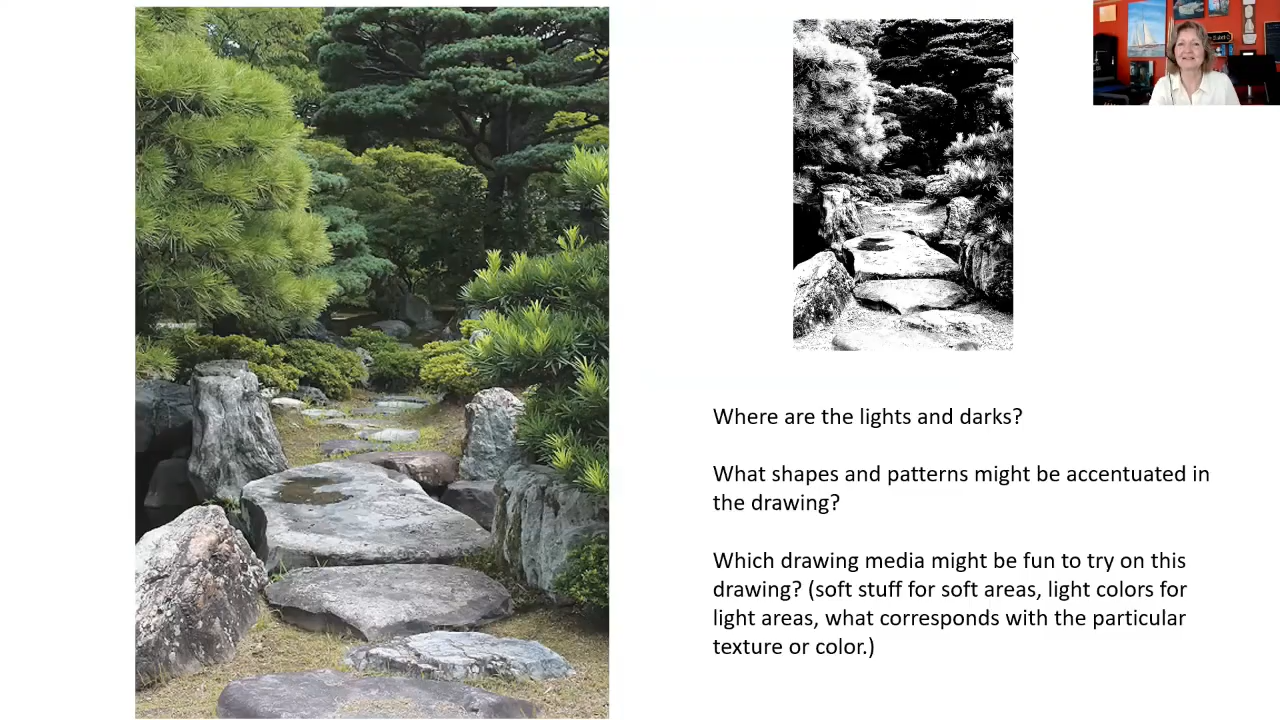 Where are the lights and darks?
What shapes and patterns might be accentuated in
the drawing?
Which drawing media might be fun to try on this
drawing? (soft stuff for soft areas, light colors for
light areas, what corresponds with the particular
texture or color.)